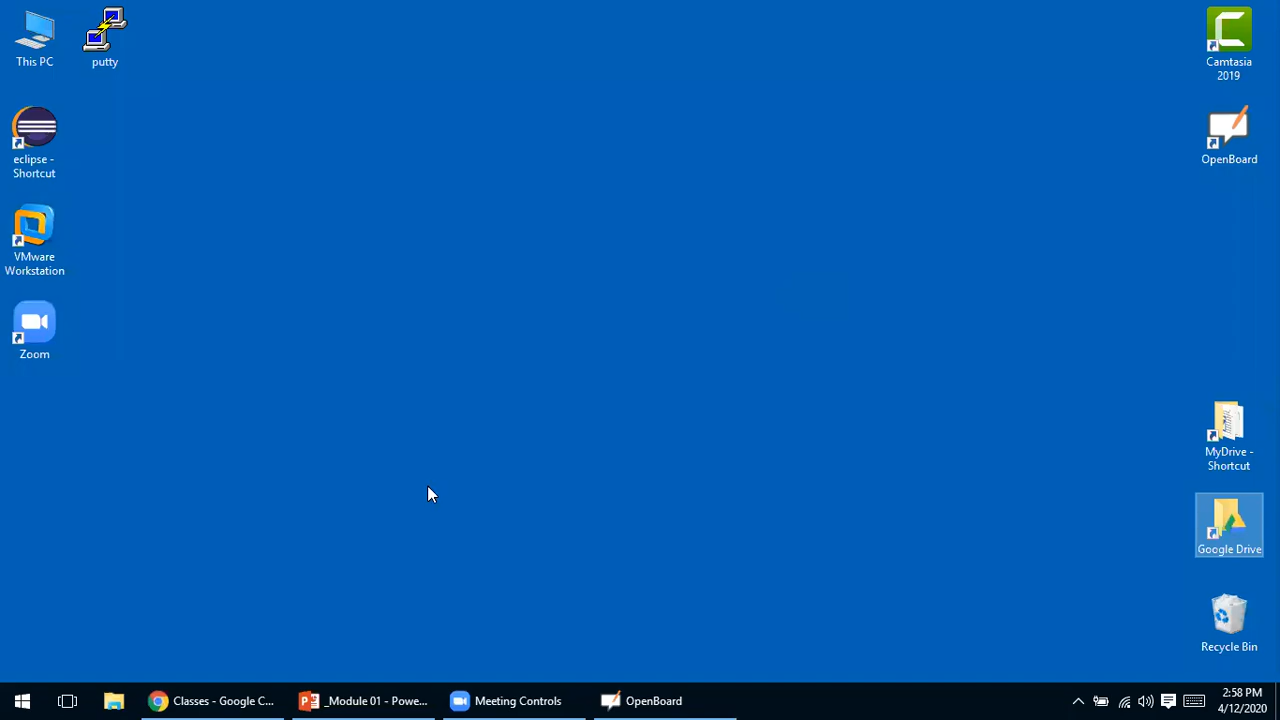 This PC
putty
eclipse -
Shortcut
VMware
Workstation
Zoom
Camtasia
2019
OpenBoard
MyDrive -
Shortcut
Google Drive
Recycle Bin
Classes - Google C...
_Module 01 - Powe...
Meeting Controls
OpenBoard
2:58 PM
4/12/2020